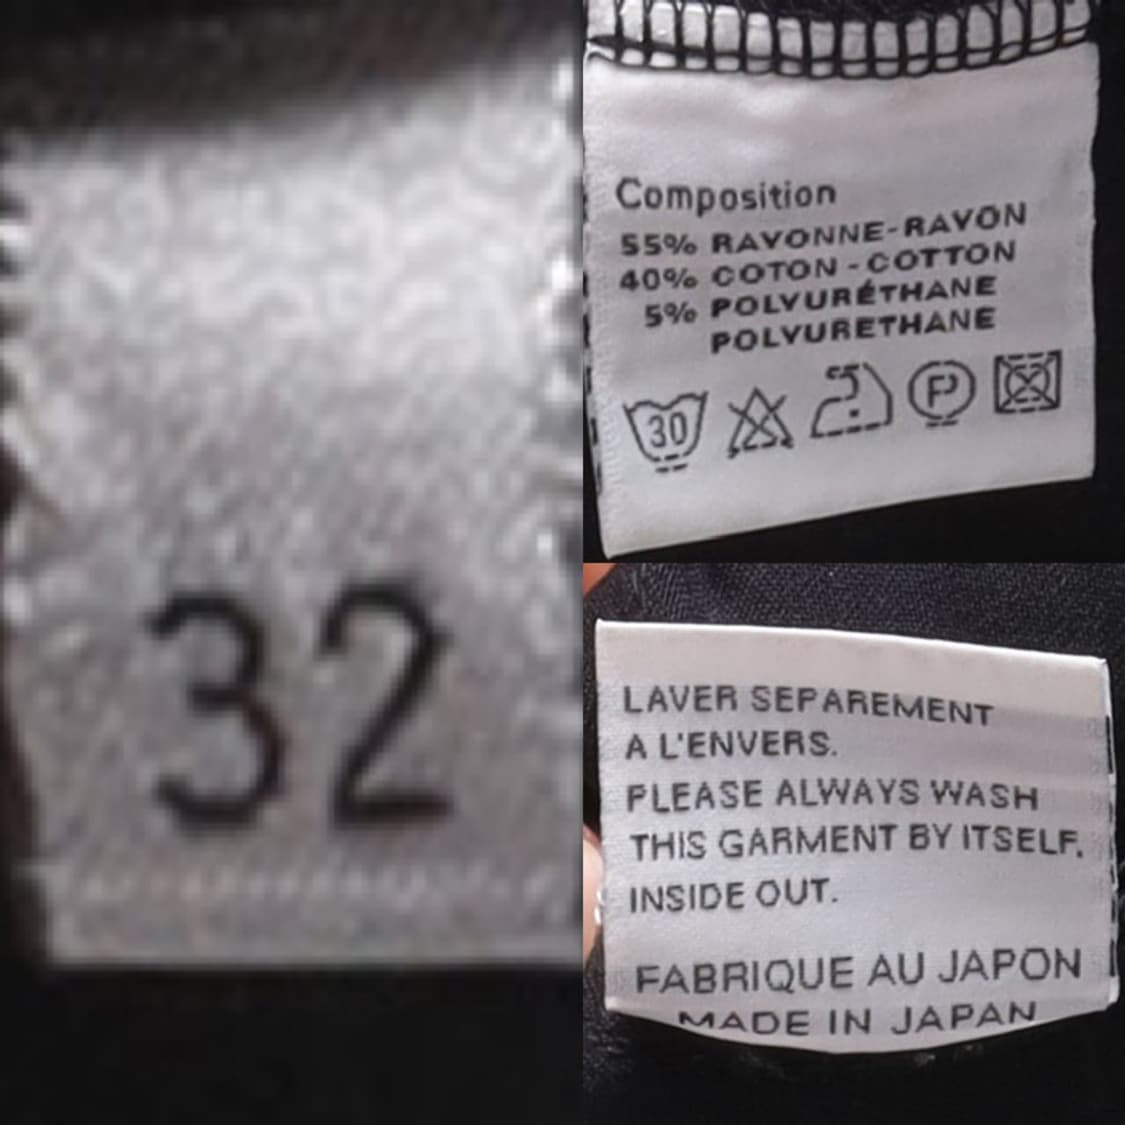 32
Composition
55% RAYONNE-RAYON
40% COTON - COTTON
5% POLYURÉTHANE
POLYURETHANE
30 P
LAVER SEPAREMENT
A L'ENVERS.
PLEASE ALWAYS WASH
THIS GARMENT BY ITSELF.
INSIDE OUT.
FABRIQUE AU JAPON
MADE IN JAPAN